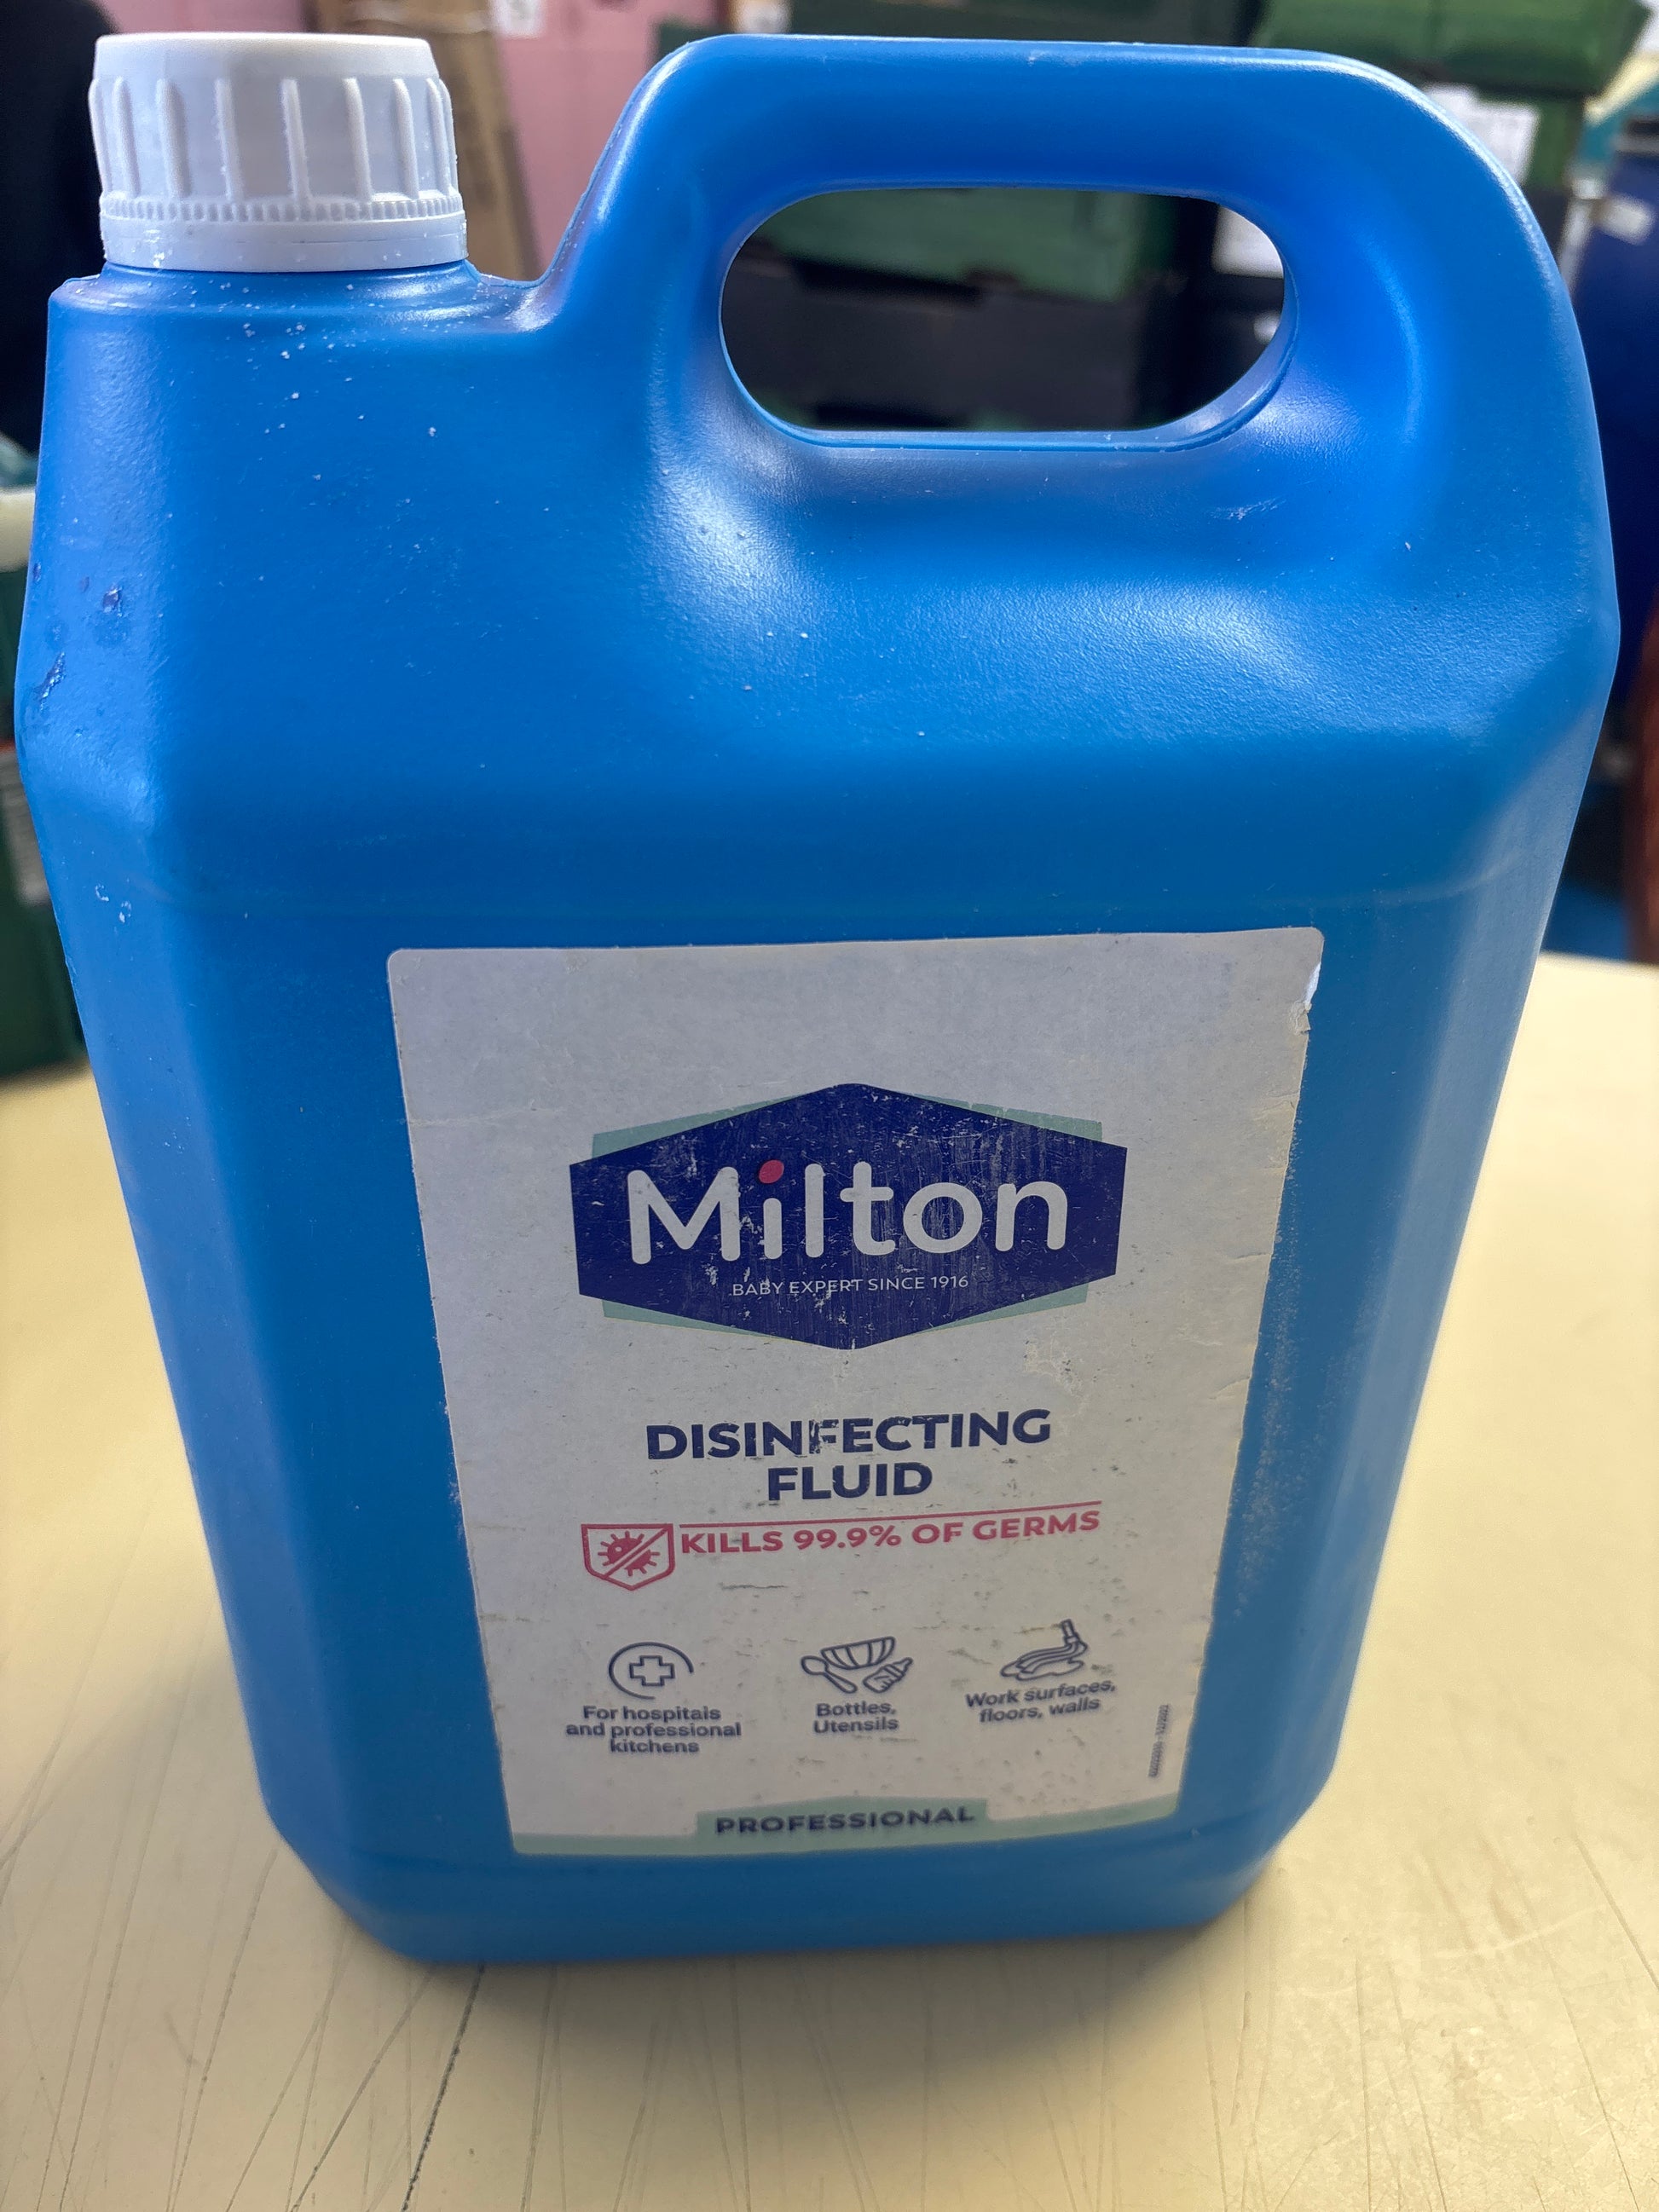 Milton
BABY EXPERT SINCE 1916
DISINFECTING
FLUID
KILLS 99.9% OF GERMS
For hospitals
and professional
kitchens
Bottles,
Utensils
Work surfaces,
floors, walls
PROFESSIONAL